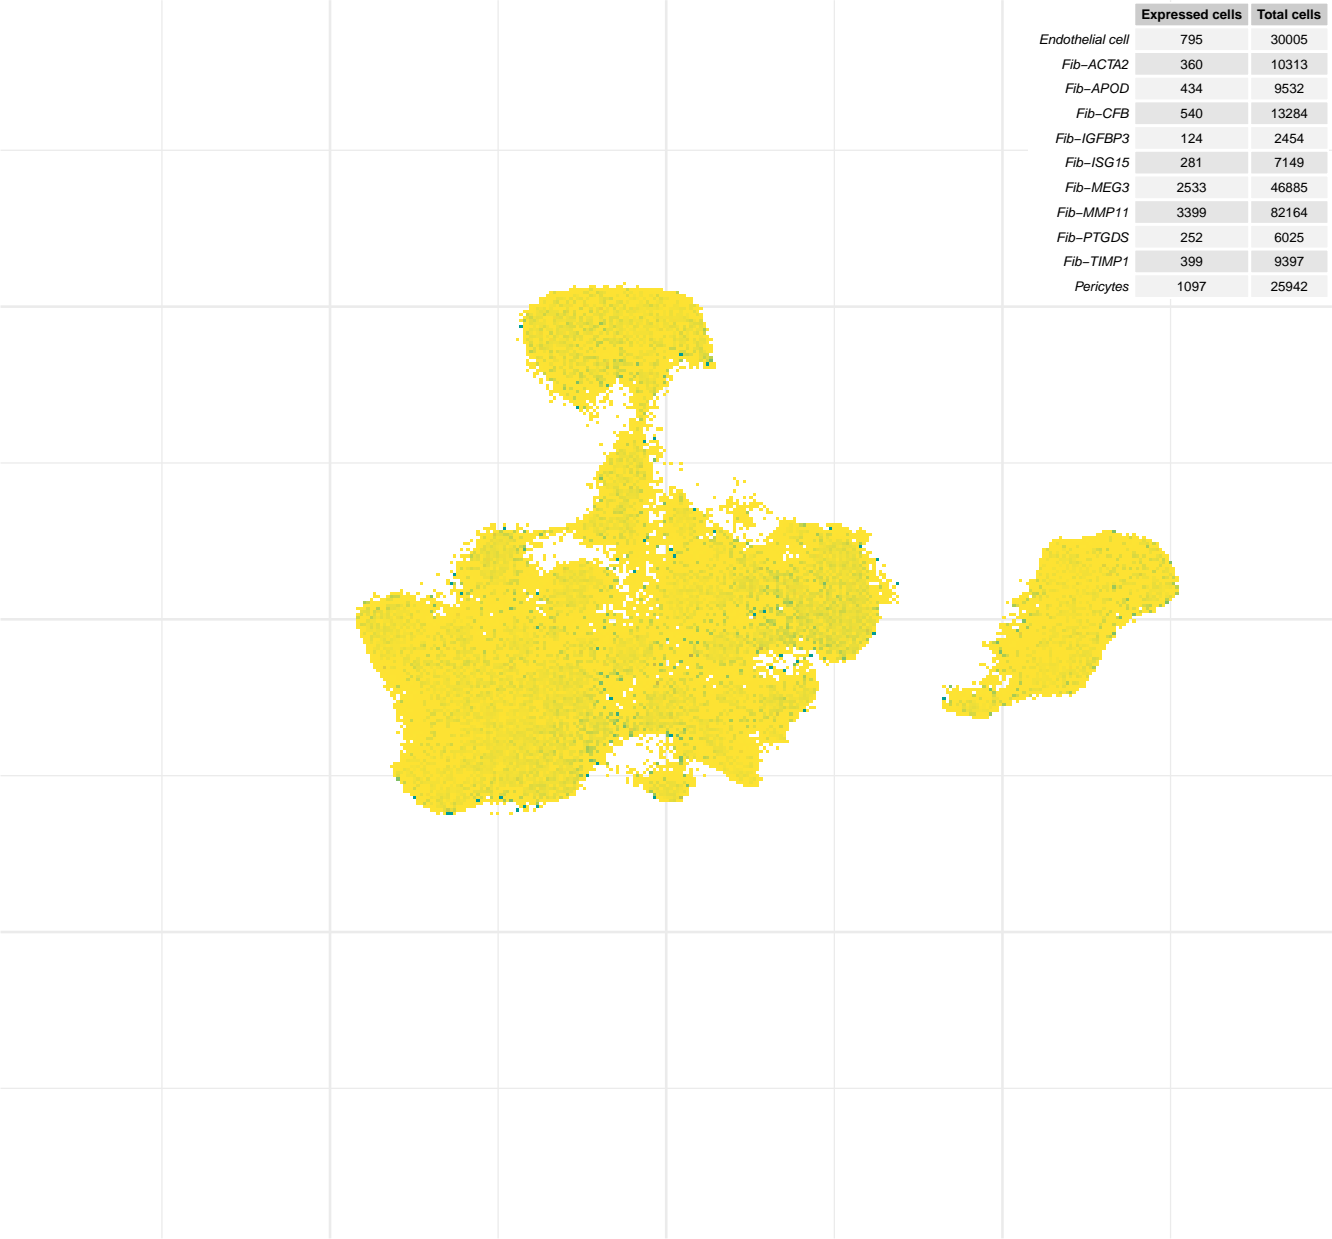 Expressed cells Total cells
Endothelial cell 795 30005
Fib−ACTA2 360 10313
Fib−APOD 434 9532
Fib−CFB 540 13284
Fib−IGFBP3 124 2454
Fib−ISG15 281 7149
Fib−MEG3 2533 46885
Fib−MMP11 3399 82164
Fib−PTGDS 252 6025
Fib−TIMP1 399 9397
Pericytes 1097 25942